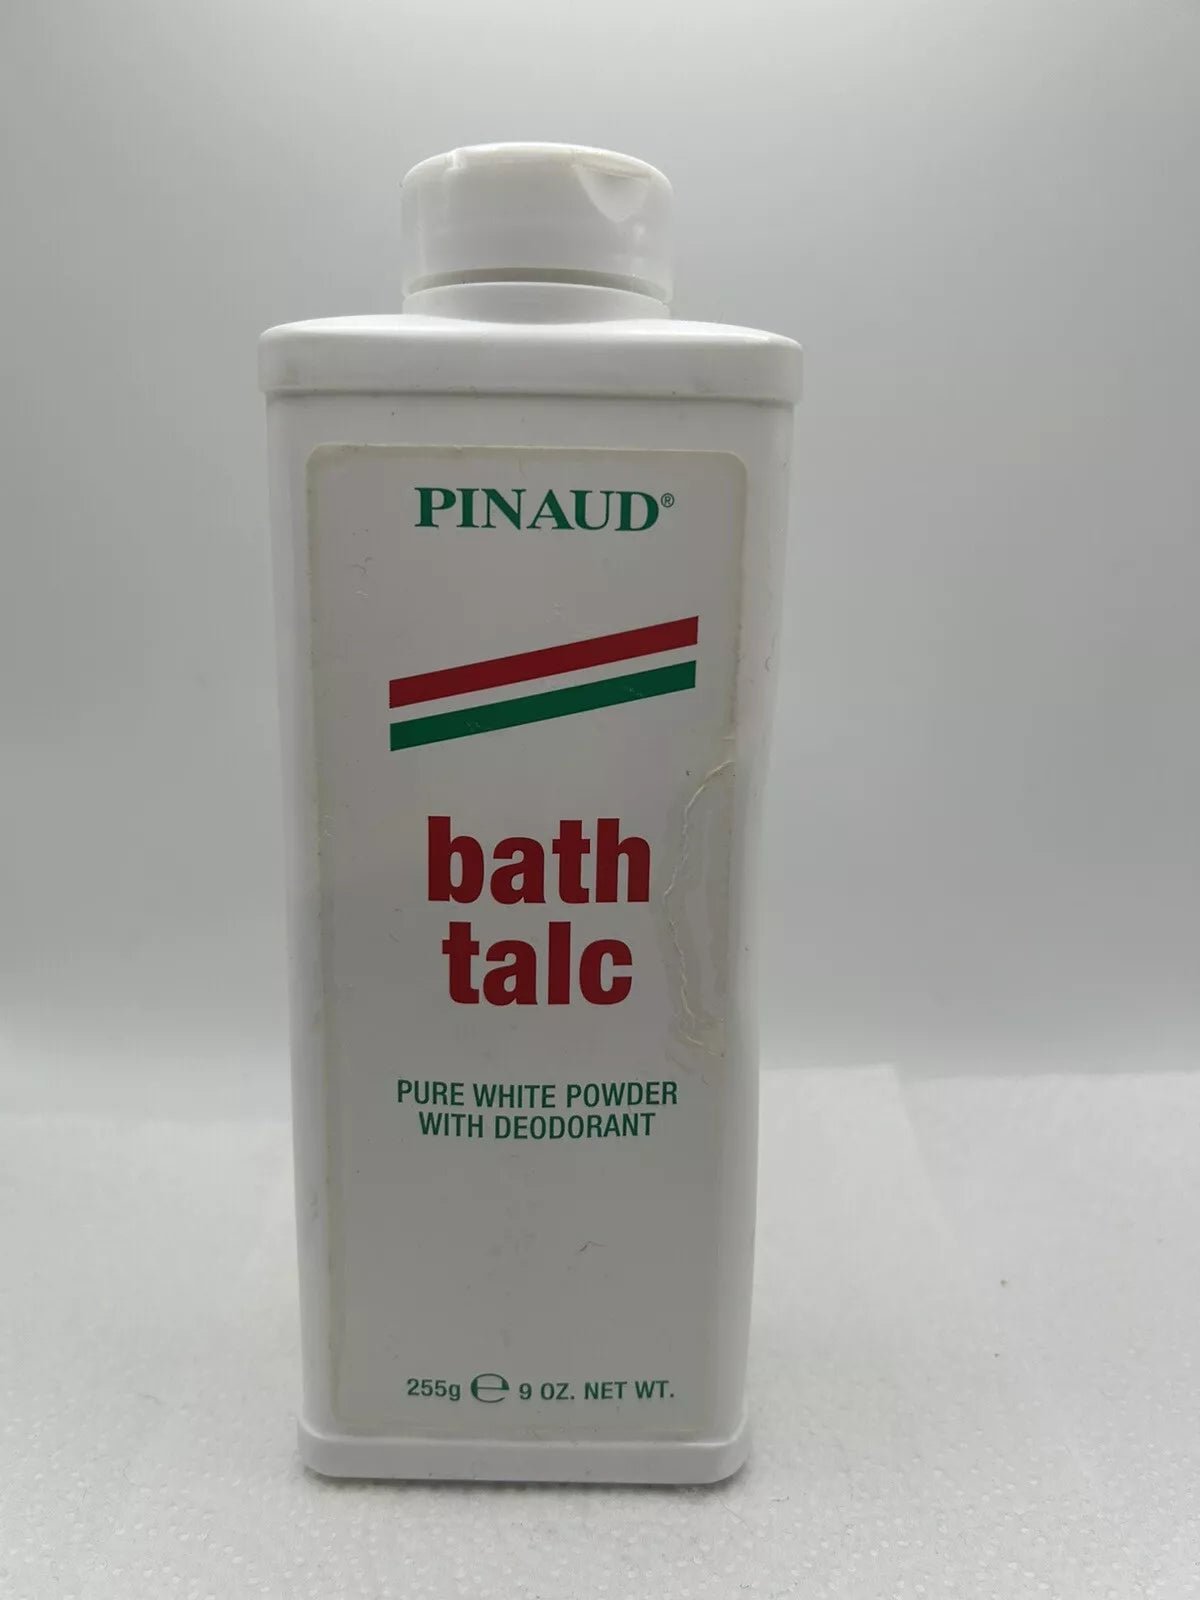 PINAUD®
bath
talc
PURE WHITE POWDER
WITH DEODORANT
255g ℮ 9 OZ. NET WT.